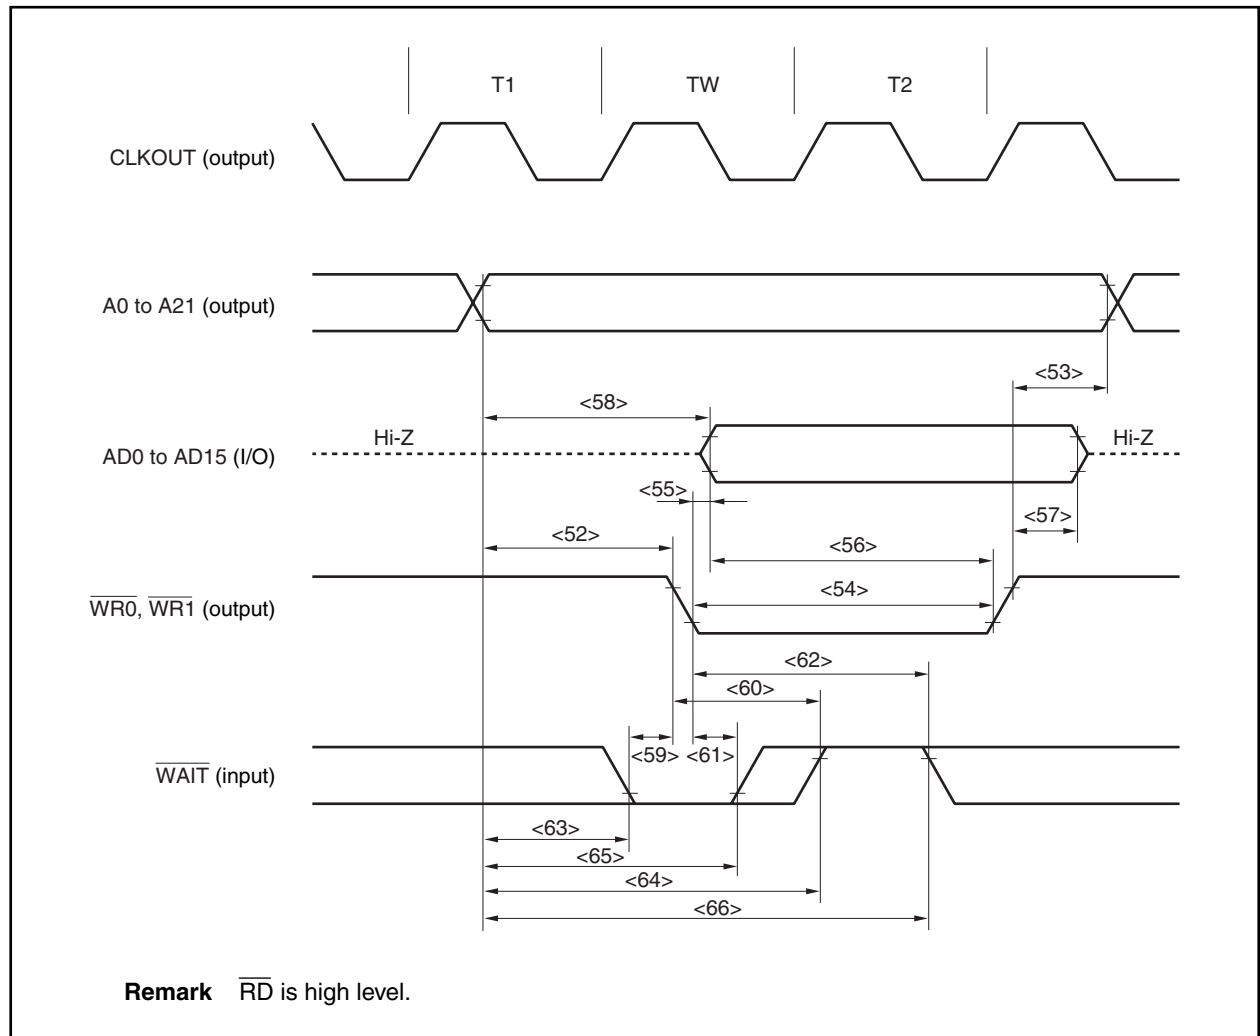 T1 TW T2
CLKOUT (output)
A0 to A21 (output)
<53>
<58>
Hi-Z Hi-Z
AD0 to AD15 (I/O)
<55>
<57>
<52> <56>
<54>
WR0, WR1 (output)
<62>
<60>
<59> <61>
WAIT (input)
<63>
<65>
<64>
<66>
Remark RD is high level.